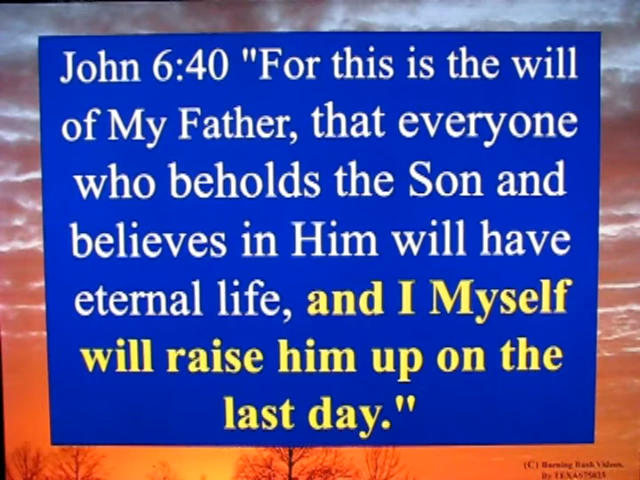 John 6:40 "For this is the will
of My Father, that everyone
who beholds the Son and
believes in Him will have
eternal life, and I Myself
will raise him up on the
last day."
(C) Burning Bush Videos.
By TEXAS75035